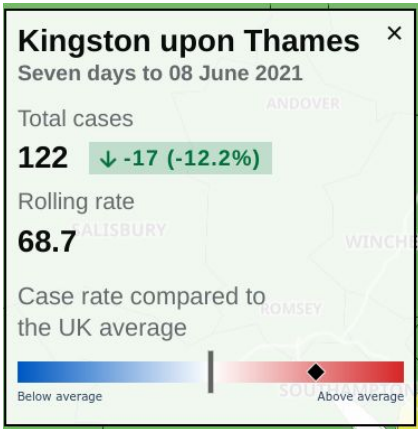 Kingston upon Thames ×
Seven days to 08 June 2021
ANDOVER
Total cases
122 ↓ -17 (-12.2%)
Rolling rate
68.7
SALISBURY
WINCHE
Case rate compared to
the UK average
ROMSEY
SOUTHAMPTON
Below average Above average